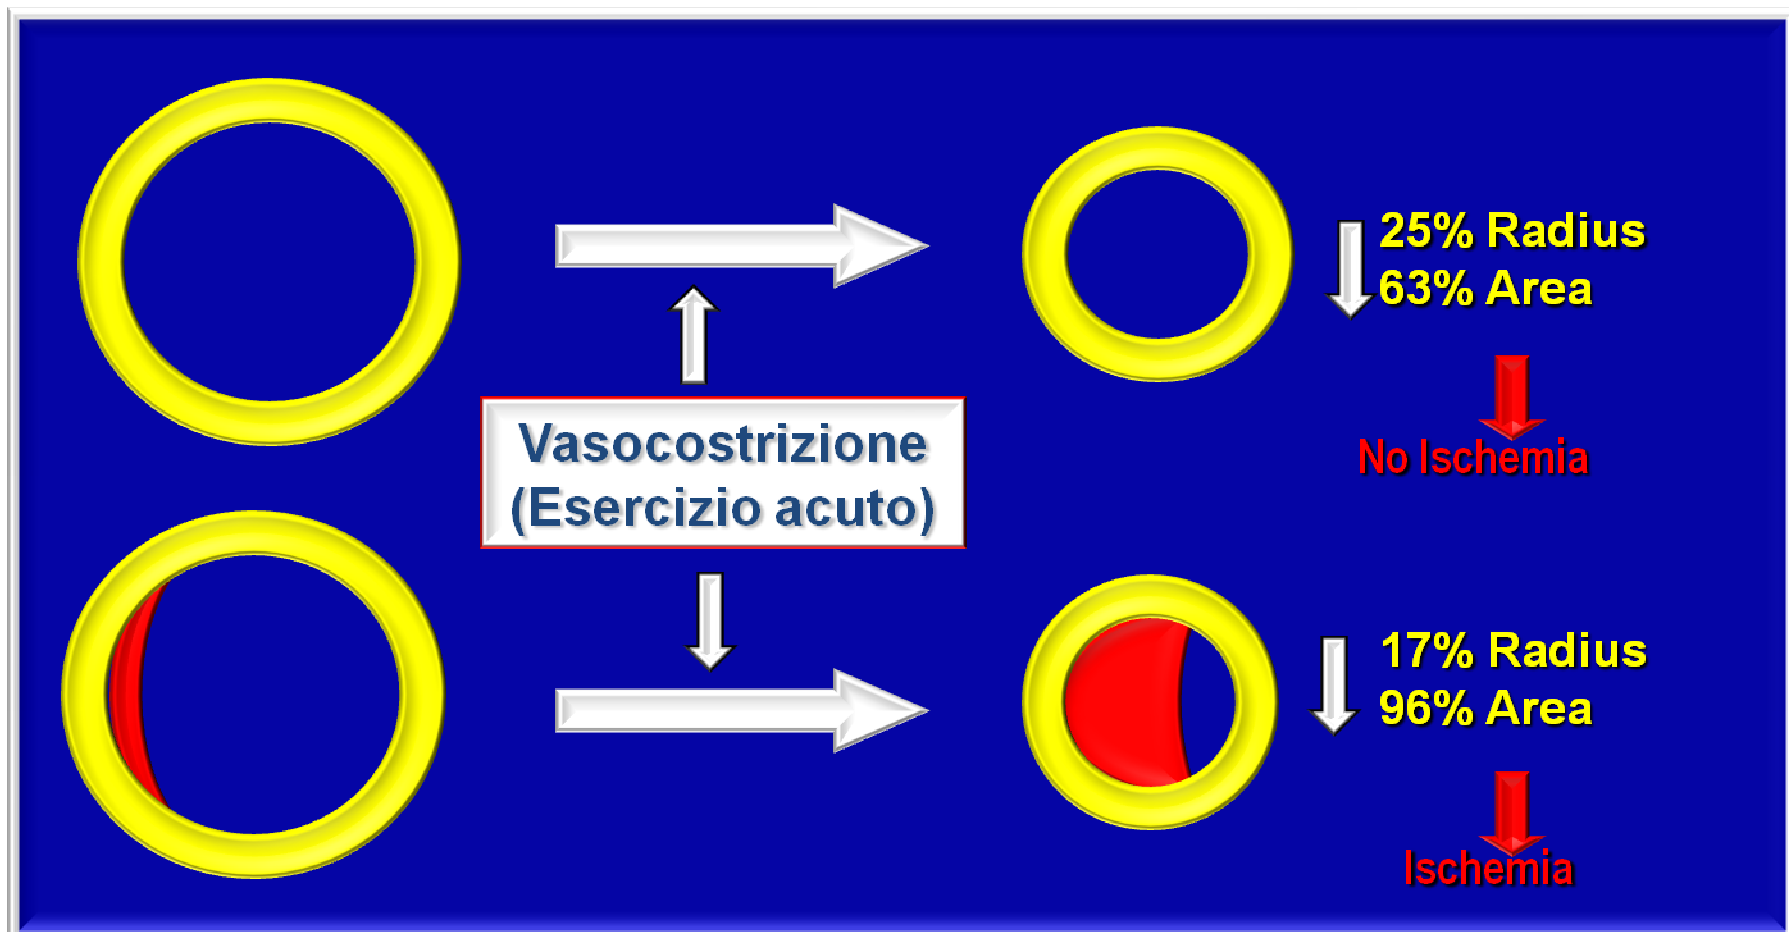 25% Radius
63% Area
No Ischemia
Vasocostrizione
(Esercizio acuto)
17% Radius
96% Area
Ischemia